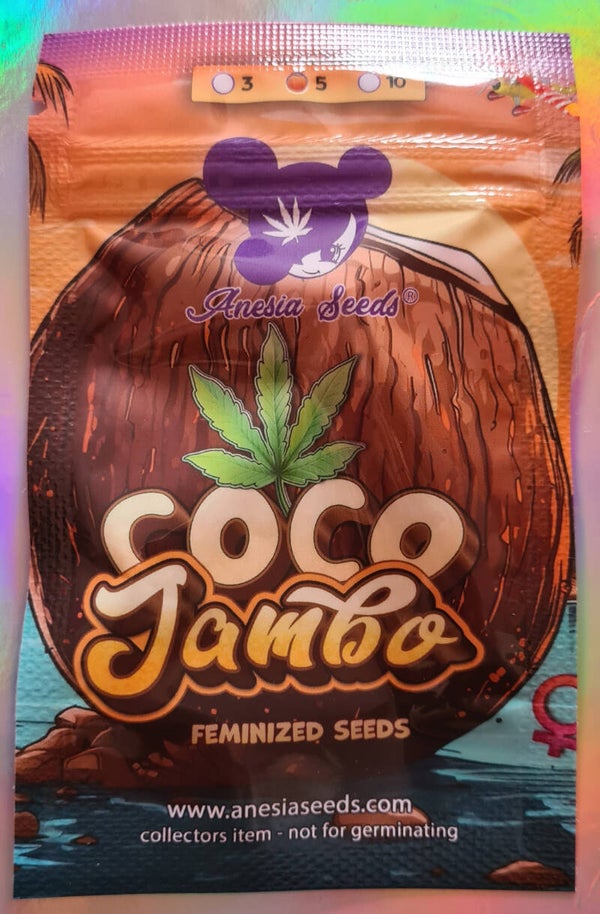 3 5 10
Anesia Seeds®
COCO
Jambo
FEMINIZED SEEDS
www.anesiaseeds.com
collectors item - not for germinating